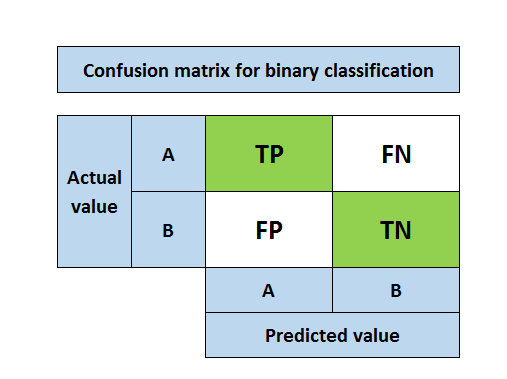 Confusion matrix for binary classification
Actual
value
A
TP
FN
B
FP
TN
A
B
Predicted value